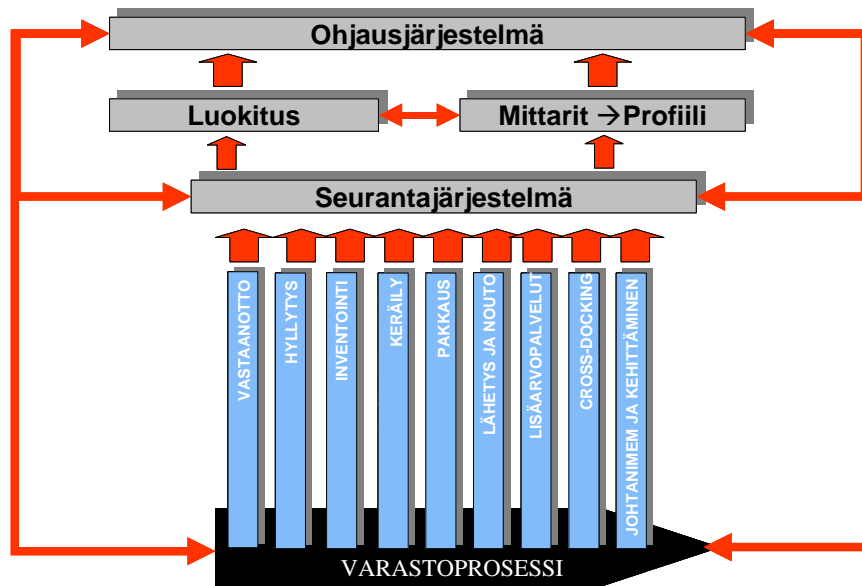 Ohjausjärjestelmä
Luokitus
Mittarit →Profiili
Seurantajärjestelmä
VASTAANOTTO
HYLLYTYS
INVENTOINTI
KERÄILY
PAKKAUS
LÄHETYS JA NOUTO
LISÄARVOPALVELUT
CROSS-DOCKING
JOHTANIMEM JA KEHITTÄMINEN
VARASTOPROSESSI